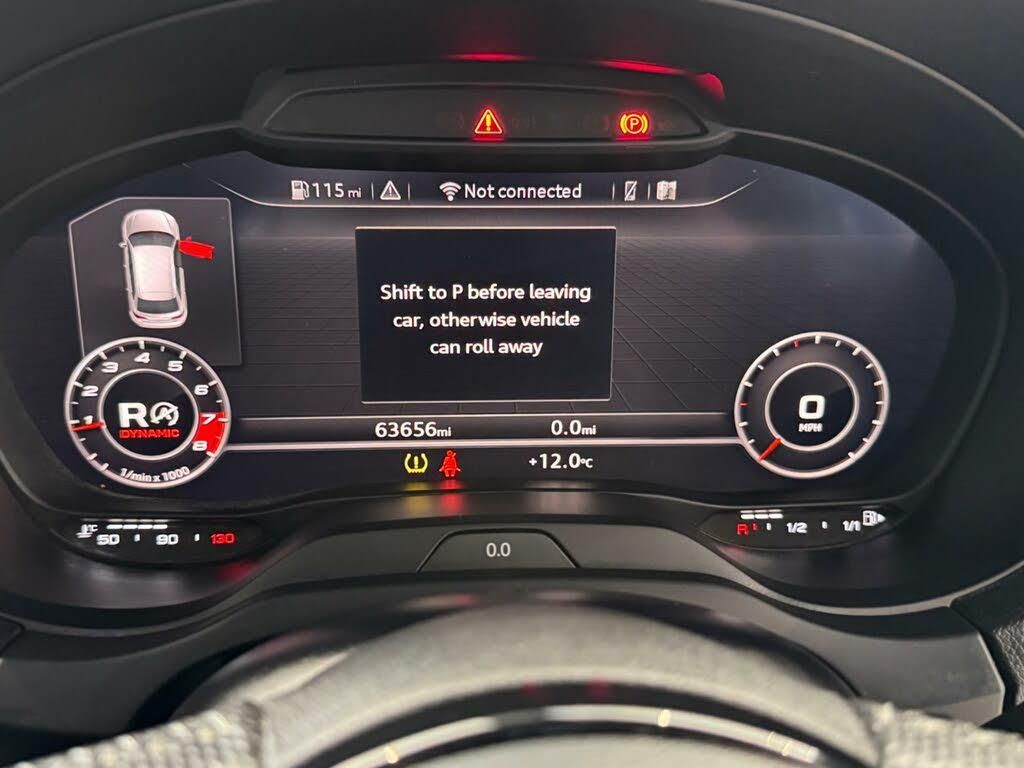 P
115 mi
Not connected
Shift to P before leaving
car, otherwise vehicle
can roll away
1 2 3 4 5 6 7 8
R
DYNAMIC
1/min x 1000
0
MPH
63656mi
0.0mi
+12.0°C
°C
50 90 130
R 1/2 1/1
0.0